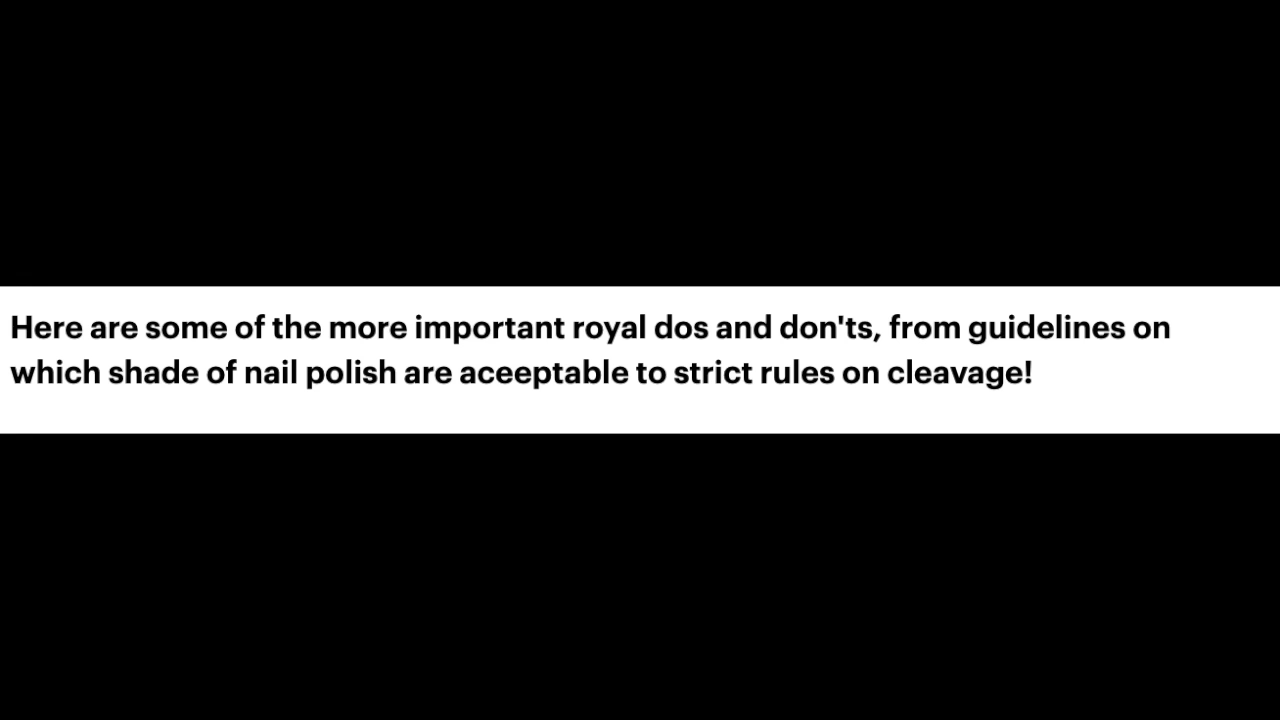 Here are some of the more important royal dos and don'ts, from guidelines on
which shade of nail polish are aceeptable to strict rules on cleavage!